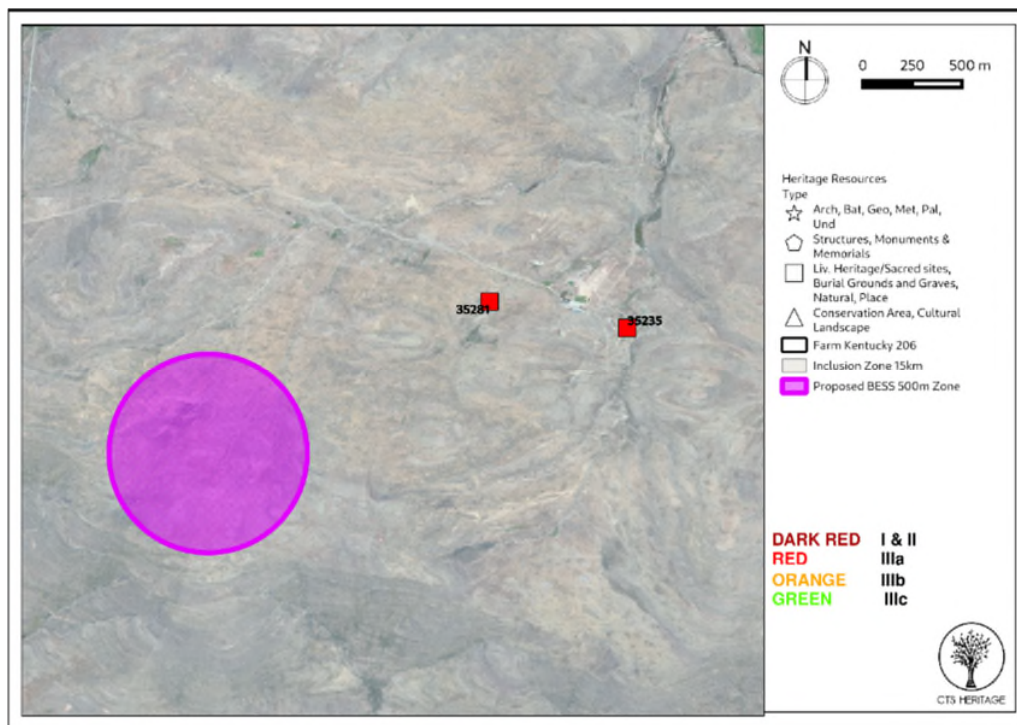 N
0 250 500 m
Heritage Resources
Type
Arch, Bat, Geo, Met, Pal,
Und
Structures, Monuments &
Memorials
Liv. Heritage/Sacred sites,
Burial Grounds and Graves,
Natural, Place
Conservation Area, Cultural
Landscape
Farm Kentucky 206
Inclusion Zone 15km
Proposed BESS 500m Zone
35281
35235
DARK RED I & II
RED IIIa
ORANGE IIIb
GREEN IIIc
CTS HERITAGE